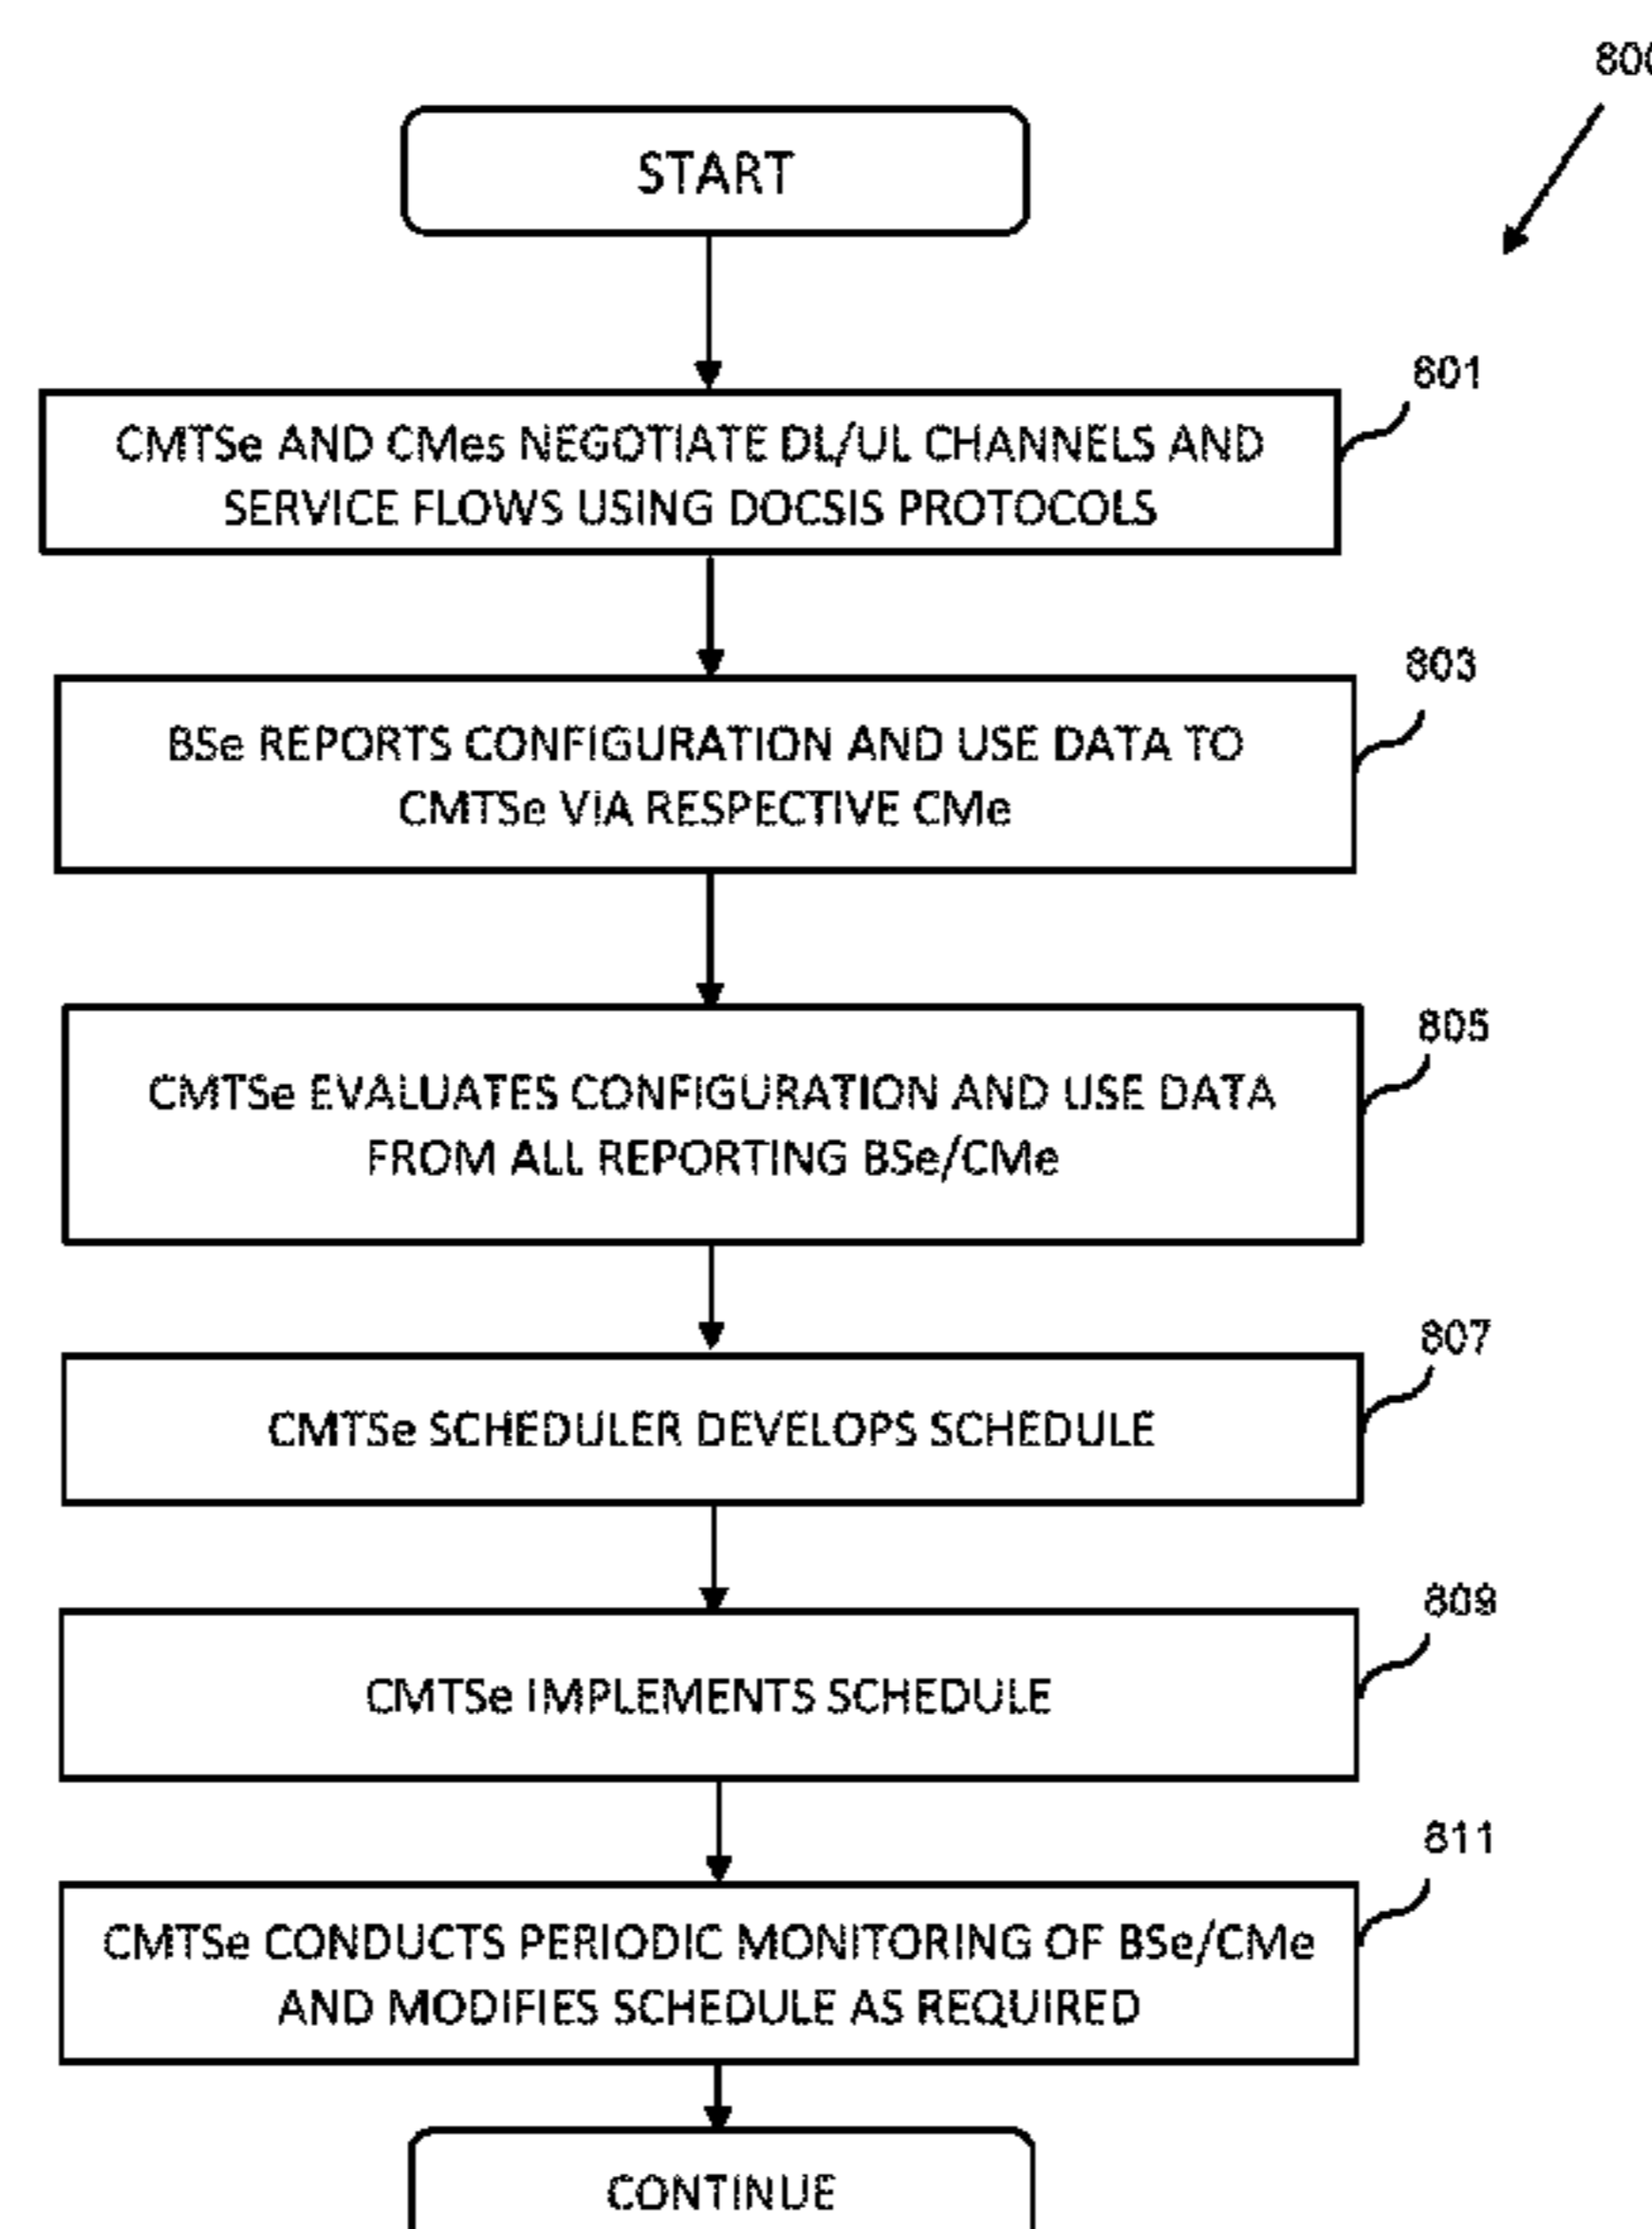 800
START
801
CMTSe AND CMes NEGOTIATE DL/UL CHANNELS AND
SERVICE FLOWS USING DOCSIS PROTOCOLS
803
BSe REPORTS CONFIGURATION AND USE DATA TO
CMTSe VIA RESPECTIVE CMe
805
CMTSe EVALUATES CONFIGURATION AND USE DATA
FROM ALL REPORTING BSe/CMe
807
CMTSe SCHEDULER DEVELOPS SCHEDULE
809
CMTSe IMPLEMENTS SCHEDULE
811
CMTSe CONDUCTS PERIODIC MONITORING OF BSe/CMe
AND MODIFIES SCHEDULE AS REQUIRED
CONTINUE